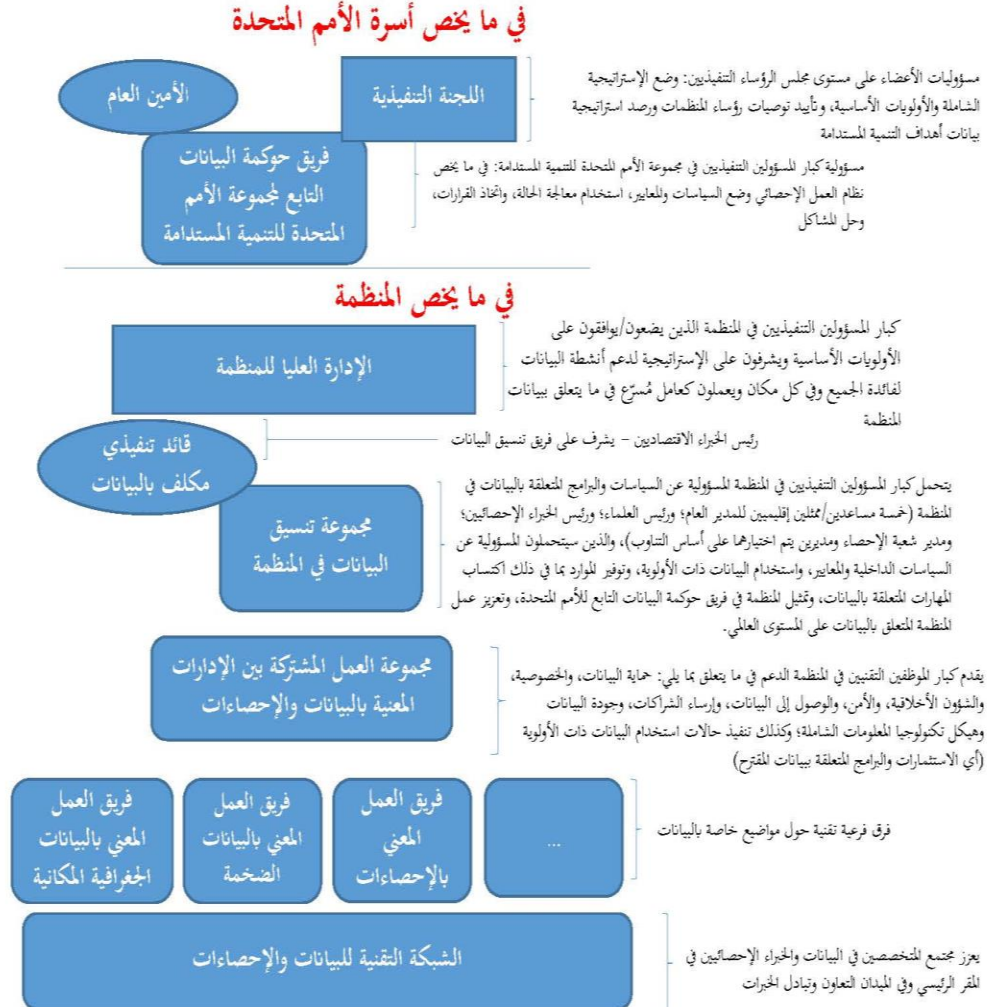 في ما يخص أسرة الأمم المتحدة
مسؤوليات الأعضاء على مستوى مجلس الرؤساء التنفيذيين: وضع الإستراتيجية
الشاملة والأولويات الأساسية، وتأييد توصيات رؤساء المنظمات ورصد استراتيجية
بيانات أهداف التنمية المستدامة
اللجنة التنفيذية
الأمين العام
فريق حوكمة البيانات
التابع لمجموعة الأمم
المتحدة للتنمية المستدامة
مسؤولية كبار المسؤولين التنفيذيين في مجموعة الأمم المتحدة للتنمية المستدامة: في ما يخص
نظام العمل الإحصائي وضع السياسات والمعايير، استخدام معالجة الحالة، واتخاذ القرارات،
وحل المشاكل
في ما يخص المنظمة
كبار المسؤولين التنفيذيين في المنظمة الذين يضعون/يوافقون على
الأولويات الأساسية ويشرفون على الإستراتيجية لدعم أنشطة البيانات
لفائدة الجميع وفي كل مكان ويعملون كعامل مُسرّع في ما يتعلق ببيانات
المنظمة
الإدارة العليا للمنظمة
رئيس الخبراء الاقتصاديين – يشرف على فريق تنسيق البيانات
قائد تنفيذي
مكلف بالبيانات
يتحمل كبار المسؤولين التنفيذيين في المنظمة المسؤولية عن السياسات والبرامج المتعلقة بالبيانات في
المنظمة (خمسة مساعدين/ممثلين إقليميين للمدير العام؛ ورئيس العلماء؛ ورئيس الخبراء الإحصائيين؛
ومدير شعبة الإحصاء ومديرين يتم اختيارهما على أساس التناوب)، والذين سيتحملون المسؤولية عن
السياسات الداخلية والمعايير، واستخدام البيانات ذات الأولوية، وتوفير الموارد بما في ذلك اكتساب
المهارات المتعلقة بالبيانات، وتمثيل المنظمة في فريق حوكمة البيانات التابع للأمم المتحدة، وتعزيز عمل
المنظمة المتعلق بالبيانات على المستوى العالمي.
مجموعة تنسيق
البيانات في المنظمة
مجموعة العمل المشتركة بين الإدارات
المعنية بالبيانات والإحصاءات
يقدم كبار الموظفين التقنيين في المنظمة الدعم في ما يتعلق بما يلي: حماية البيانات، والخصوصية،
والشؤون الأخلاقية، والأمن، والوصول إلى البيانات، وإرساء الشراكات، وجودة البيانات
وهيكل تكنولوجيا المعلومات الشاملة؛ وكذلك تنفيذ حالات استخدام البيانات ذات الأولوية
(أي الاستثمارات والبرامج المتعلقة ببيانات المقترح)
فرق فرعية تقنية حول مواضيع خاصة بالبيانات
...
فريق العمل
المعني
بالإحصاءات
فريق العمل
المعني بالبيانات
الضخمة
فريق العمل
المعني بالبيانات
الجغرافية المكانية
الشبكة التقنية للبيانات والإحصاءات
يعزز مجتمع المتخصصين في البيانات والخبراء الإحصائيين في
المقر الرئيسي وفي الميدان التعاون وتبادل الخبرات